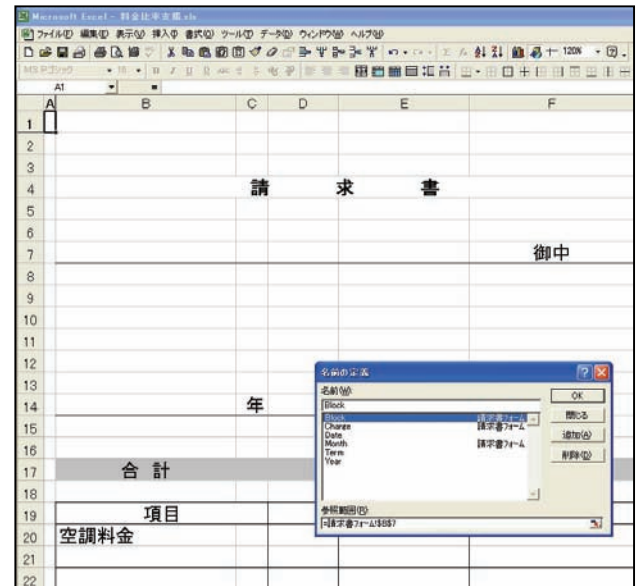 Microsoft Excel - 料金比率支払.xls
ファイル(F) 編集(E) 表示(V) 挿入(I) 書式(O) ツール(T) データ(D) ウィンドウ(W) ヘルプ(H)
120%
A1
A B C D E F
1
2
3
4 請 求 書
5
6
7 御中
8
9
10
11
12
13
14 年
15
16
17 合 計
18
19 項目
20 空調料金
21
22
名前の定義
名前(W):
Block
Block 請求書フォーム
Charge 請求書フォーム
Date
Month 請求書フォーム
Term
Year
OK
閉じる
追加(A)
削除(D)
参照範囲(R):
=請求書フォーム!$B$7